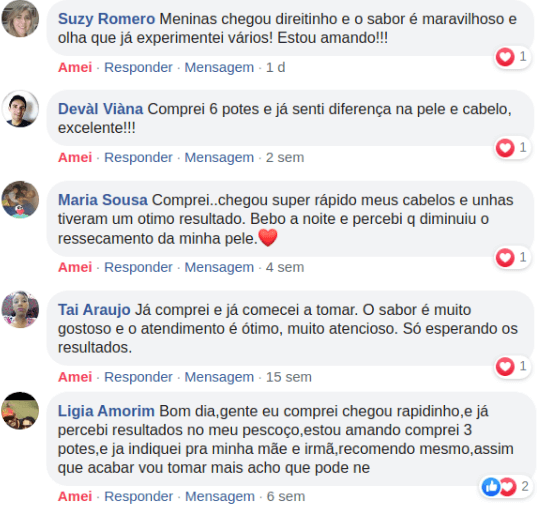 Suzy Romero Meninas chegou direitinho e o sabor é maravilhoso e
olha que já experimentei vários! Estou amando!!!
1
Amei · Responder · Mensagem · 1 d
Devàl Viàna Comprei 6 potes e já senti diferença na pele e cabelo,
excelente!!!
1
Amei · Responder · Mensagem · 2 sem
Maria Sousa Comprei..chegou super rápido meus cabelos e unhas
tiveram um otimo resultado. Bebo a noite e percebi q diminuiu o
ressecamento da minha pele.❤️
1
Amei · Responder · Mensagem · 4 sem
Tai Araujo Já comprei e já comecei a tomar. O sabor é muito
gostoso e o atendimento é ótimo, muito atencioso. Só esperando os
resultados.
1
Amei · Responder · Mensagem · 15 sem
Ligia Amorim Bom dia,gente eu comprei chegou rapidinho,e já
percebi resultados no meu pescoço,estou amando comprei 3
potes,e ja indiquei pra minha mãe e irmã,recomendo mesmo,assim
que acabar vou tomar mais acho que pode ne
2
Amei · Responder · Mensagem · 6 sem